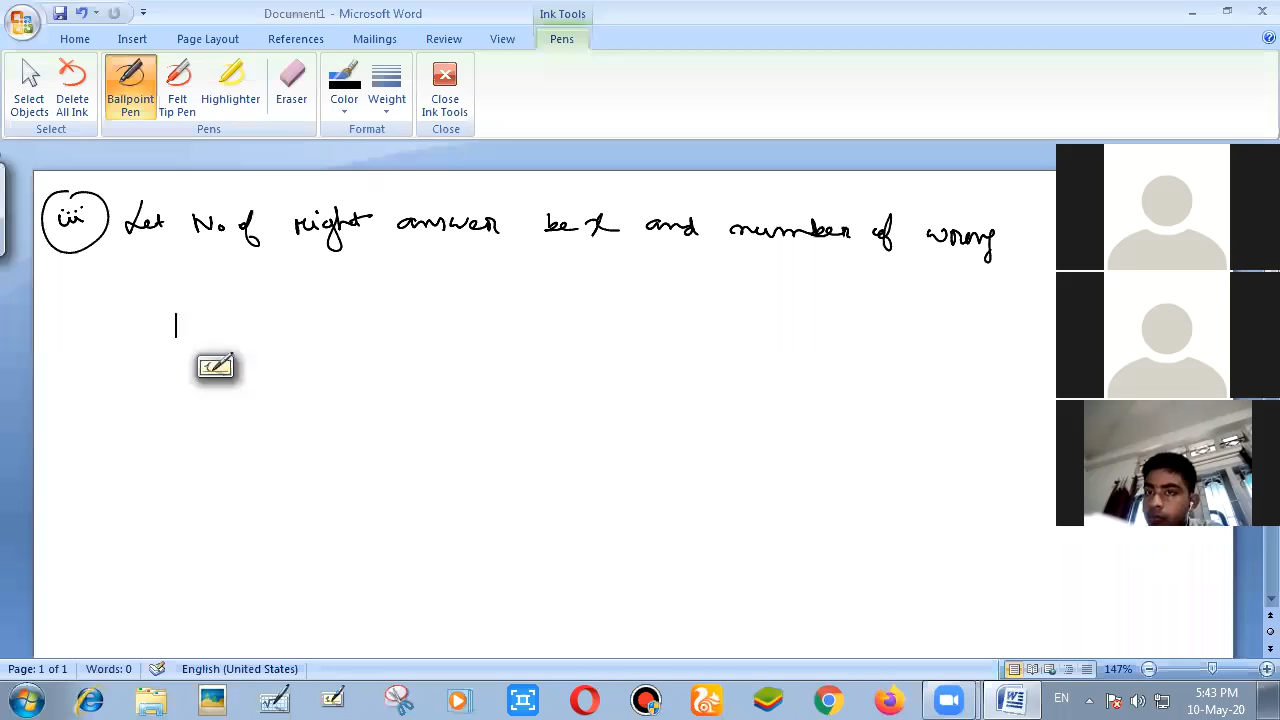 Document1 - Microsoft Word
Ink Tools
Home
Insert
Page Layout
References
Mailings
Review
View
Pens
Select
Objects
Delete
All Ink
Ballpoint
Pen
Felt
Tip Pen
Highlighter
Eraser
Color
Weight
Close
Ink Tools
Select
Pens
Format
Close
iii Let No. of right answer be x and number of wrong
Page: 1 of 1
Words: 0
English (United States)
147%
EN
5:43 PM
10-May-20